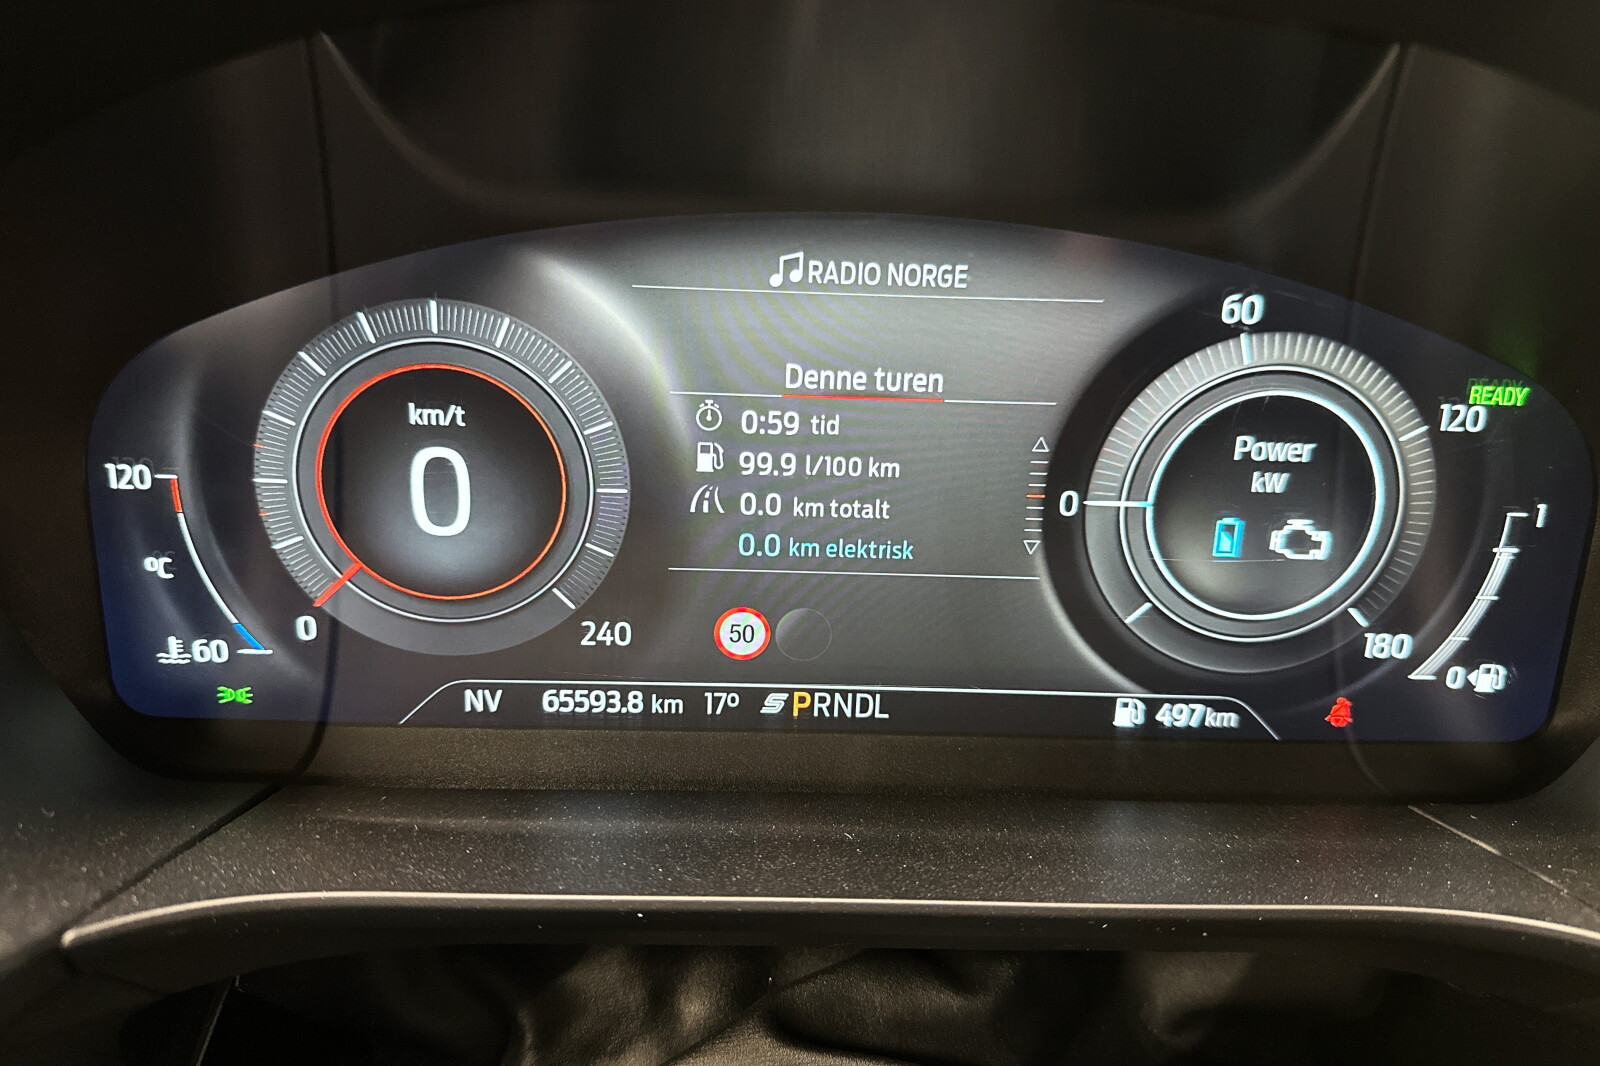 RADIO NORGE
60
READY
120
Denne turen
0:59 tid
99.9 l/100 km
0.0 km totalt
0.0 km elektrisk
km/t
0
Power
kW
0
120
°C
60
0
240
50
180
1
0
NV 65593.8 km 17° S PRNDL 497 km